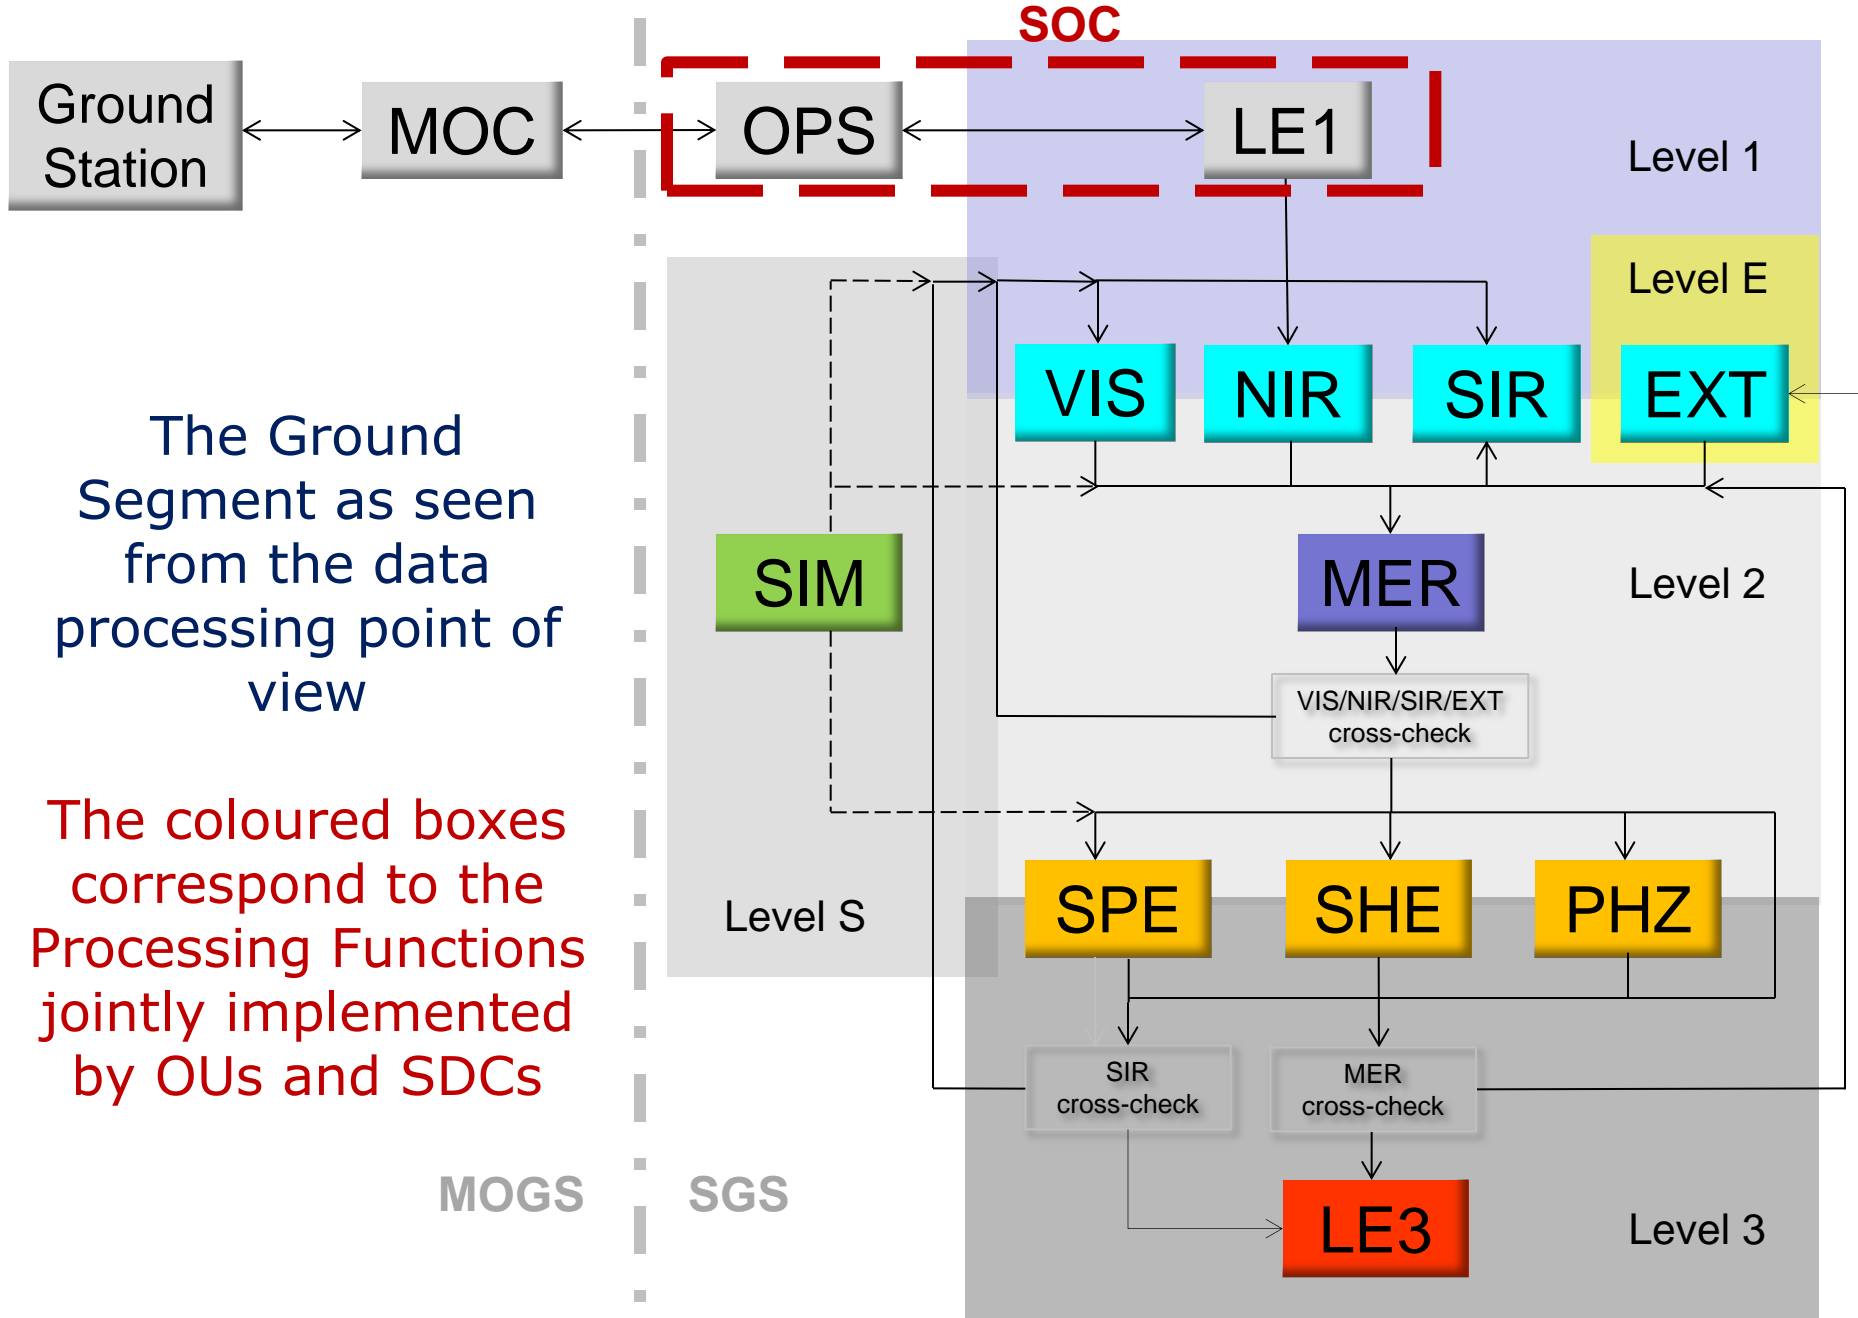 SOC
Ground
Station
MOC
OPS
LE1
Level 1
Level E
VIS
NIR
SIR
EXT
The Ground
Segment as seen
from the data
processing point of
view
SIM
MER
Level 2
VIS/NIR/SIR/EXT
cross-check
The coloured boxes
correspond to the
Processing Functions
jointly implemented
by OUs and SDCs
Level S
SPE
SHE
PHZ
SIR
cross-check
MER
cross-check
MOGS
SGS
LE3
Level 3